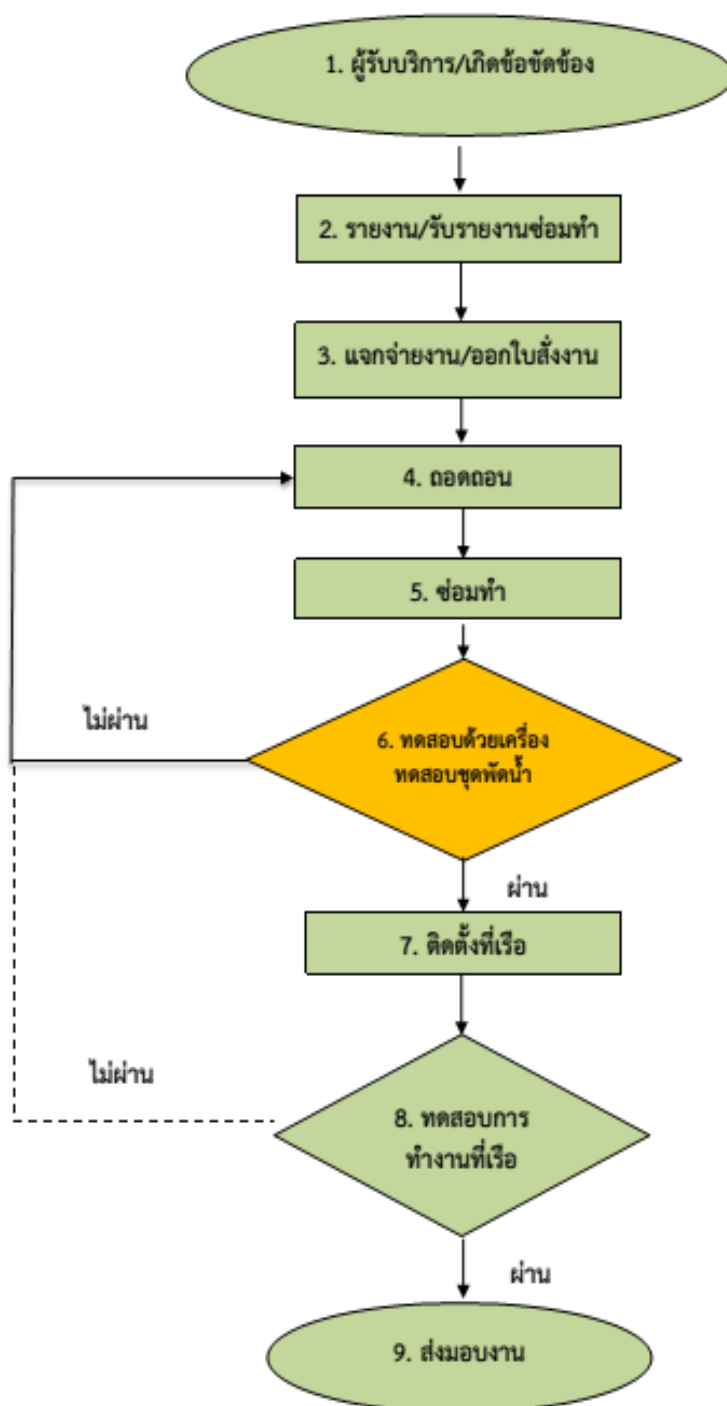 1. ผู้รับบริการ/เกิดข้อขัดข้อง
2. รายงาน/รับรายงานซ่อมทำ
3. แจกจ่ายงาน/ออกใบสั่งงาน
4. ถอดถอน
5. ซ่อมทำ
ไม่ผ่าน
6. ทดสอบด้วยเครื่อง
ทดสอบชุดพัดน้ำ
ผ่าน
7. ติดตั้งที่เรือ
ไม่ผ่าน
8. ทดสอบการ
ทำงานที่เรือ
ผ่าน
9. ส่งมอบงาน